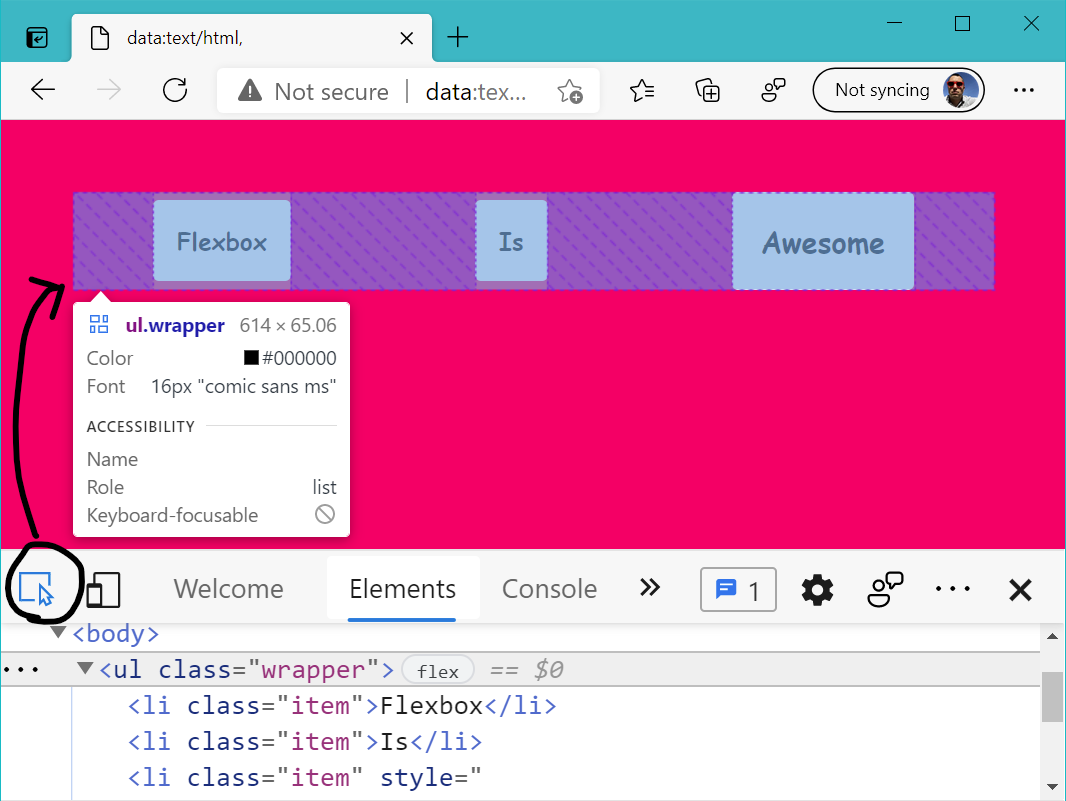 data:text/html,
Not secure | data:tex...
Not syncing
Flexbox
Is
Awesome
ul.wrapper 614 × 65.06
Color #000000
Font 16px "comic sans ms"
ACCESSIBILITY
Name
Role list
Keyboard-focusable
Welcome Elements Console 1
<body>
<ul class="wrapper"> flex == $0
<li class="item">Flexbox</li>
<li class="item">Is</li>
<li class="item" style="